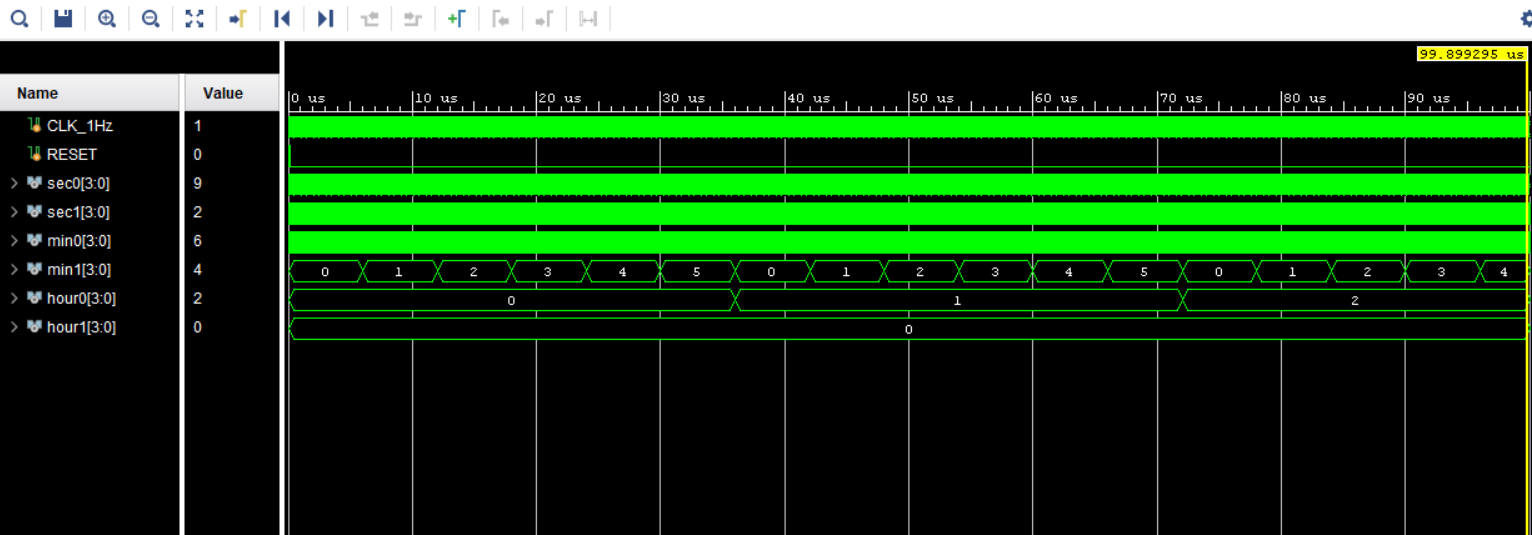 99.899295 us
Name Value
0 us 10 us 20 us 30 us 40 us 50 us 60 us 70 us 80 us 90 us
CLK_1Hz 1
RESET 0
sec0[3:0] 9
sec1[3:0] 2
min0[3:0] 6
min1[3:0] 4 0 1 2 3 4 5 0 1 2 3 4 5 0 1 2 3 4
hour0[3:0] 2 0 1 2
hour1[3:0] 0 0